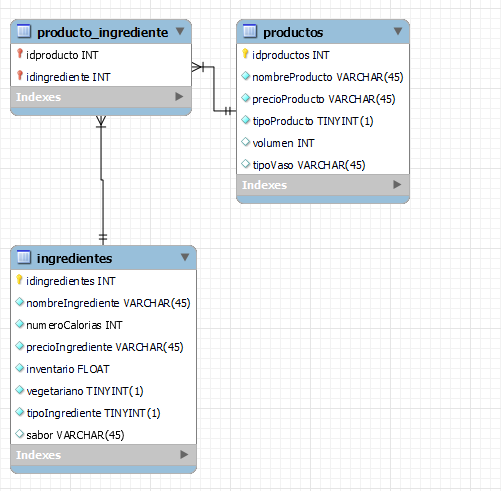 producto_ingrediente
idproducto INT
idingrediente INT
Indexes
productos
idproductos INT
nombreProducto VARCHAR(45)
precioProducto VARCHAR(45)
tipoProducto TINYINT(1)
volumen INT
tipoVaso VARCHAR(45)
Indexes
ingredientes
idingredientes INT
nombreIngrediente VARCHAR(45)
numeroCalorias INT
precioIngrediente VARCHAR(45)
inventario FLOAT
vegetariano TINYINT(1)
tipoIngrediente TINYINT(1)
sabor VARCHAR(45)
Indexes